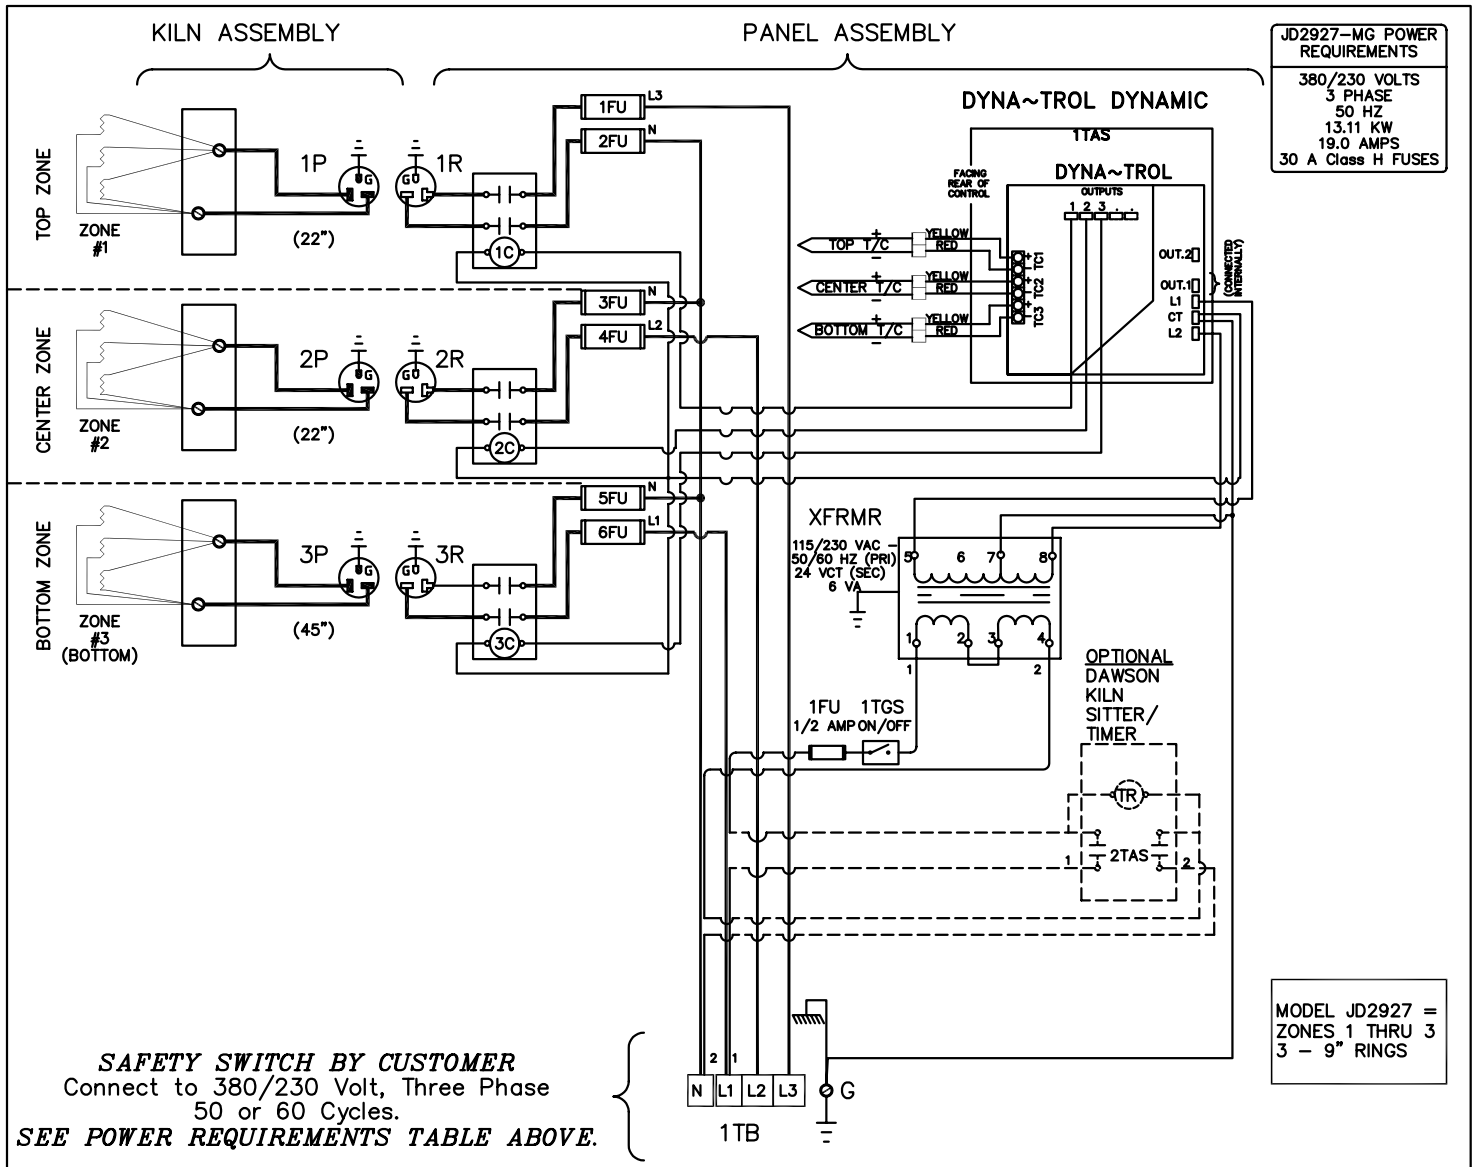 KILN ASSEMBLY
PANEL ASSEMBLY
JD2927-MG POWER
REQUIREMENTS
380/230 VOLTS
3 PHASE
50 HZ
13.11 KW
19.0 AMPS
30 A Class H FUSES
TOP ZONE
ZONE
#1
(22")
1P
G
G
1R
1C
1FU
L3
2FU
N
DYNA~TROL DYNAMIC
1TAS
DYNA~TROL
FACING
REAR OF
CONTROL
OUTPUTS
1 2 3 . .
+
TOP T/C
-
YELLOW
RED
+
CENTER T/C
-
YELLOW
RED
+
BOTTOM T/C
-
YELLOW
RED
+
-
TC1
+
-
TC2
+
-
TC3
OUT.2
OUT.1
(CONNECTED
INTERNALLY)
L1
CT
L2
CENTER ZONE
ZONE
#2
(22")
2P
G
G
2R
2C
3FU
N
4FU
L2
BOTTOM ZONE
ZONE
#3
(BOTTOM)
(45")
3P
G
G
3R
3C
5FU
N
6FU
L1
XFRMR
115/230 VAC -
50/60 HZ (PRI)
24 VCT (SEC)
6 VA
5 6 7 8
1 2 3 4
1 2
1FU 1TGS
1/2 AMP ON/OFF
OPTIONAL
DAWSON
KILN
SITTER/
TIMER
TR
2TAS
1
2
MODEL JD2927 =
ZONES 1 THRU 3
3 - 9" RINGS
SAFETY SWITCH BY CUSTOMER
Connect to 380/230 Volt, Three Phase
50 or 60 Cycles.
SEE POWER REQUIREMENTS TABLE ABOVE.
2 1
N L1 L2 L3
G
1TB